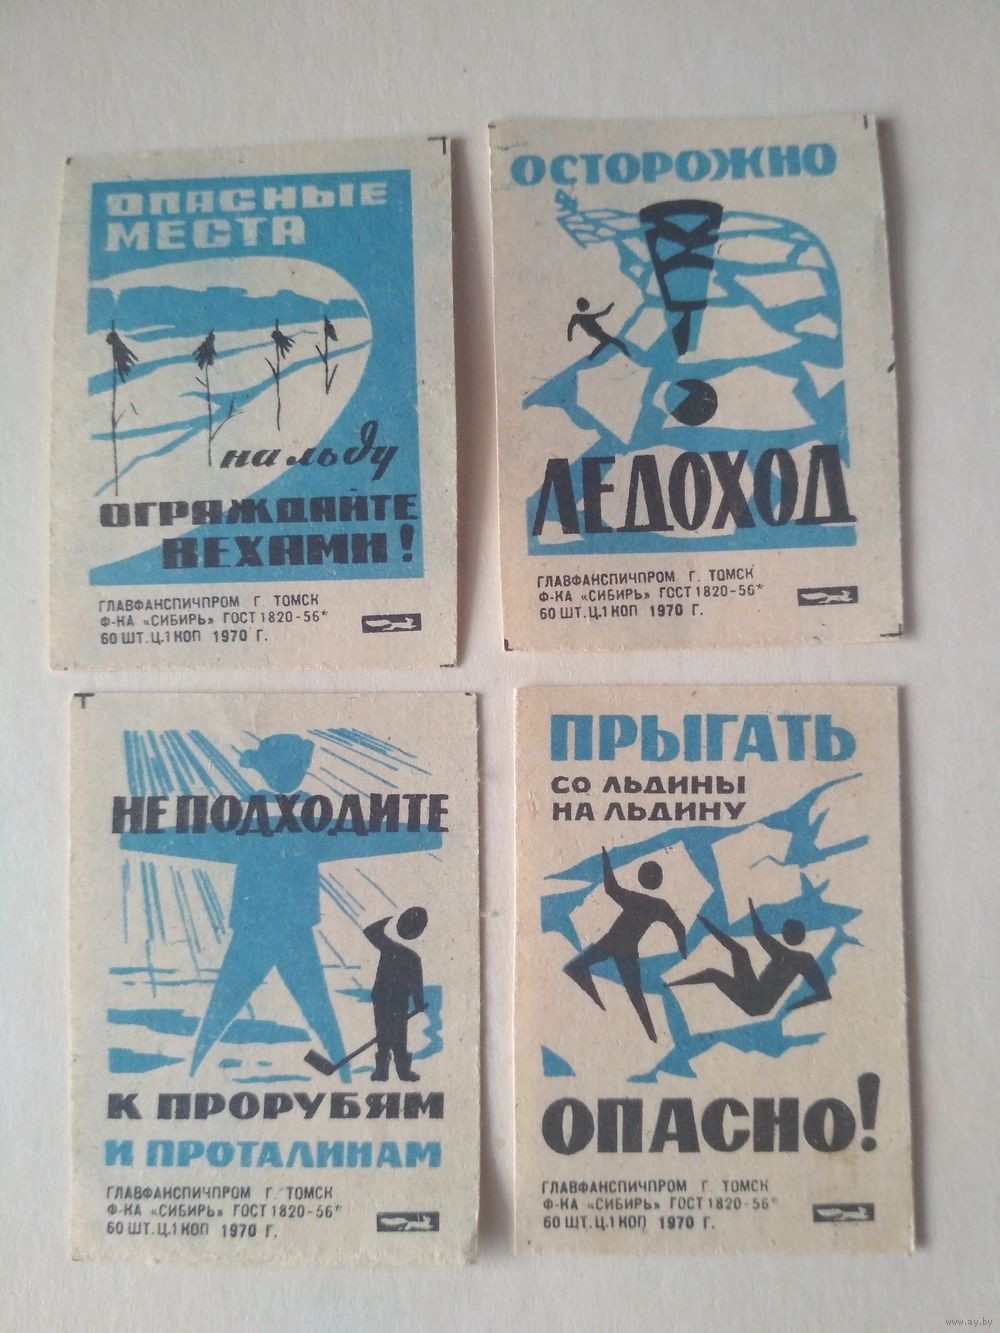 ОПАСНЫЕ
МЕСТА
на льду
ОГРАЖДАЙТЕ
ВЕХАМИ!
ГЛАВФАНСПИЧПРОМ Г. ТОМСК
Ф-КА «СИБИРЬ» ГОСТ 1820-56*
60 ШТ. Ц. 1 КОП 1970 Г.
ОСТОРОЖНО
ЛЕДОХОД
ГЛАВФАНСПИЧПРОМ Г. ТОМСК
Ф-КА «СИБИРЬ» ГОСТ 1820-56*
60 ШТ. Ц. 1 КОП 1970 Г.
НЕ ПОДХОДИТЕ
К ПРОРУБЯМ
И ПРОТАЛИНАМ
ГЛАВФАНСПИЧПРОМ Г. ТОМСК
Ф-КА «СИБИРЬ» ГОСТ 1820-56*
60 ШТ. Ц. 1 КОП 1970 Г.
ПРЫГАТЬ
СО ЛЬДИНЫ
НА ЛЬДИНУ
ОПАСНО!
ГЛАВФАНСПИЧПРОМ Г. ТОМСК
Ф-КА «СИБИРЬ» ГОСТ 1820-56*
60 ШТ. Ц. 1 КОП 1970 Г.
www.ay.by